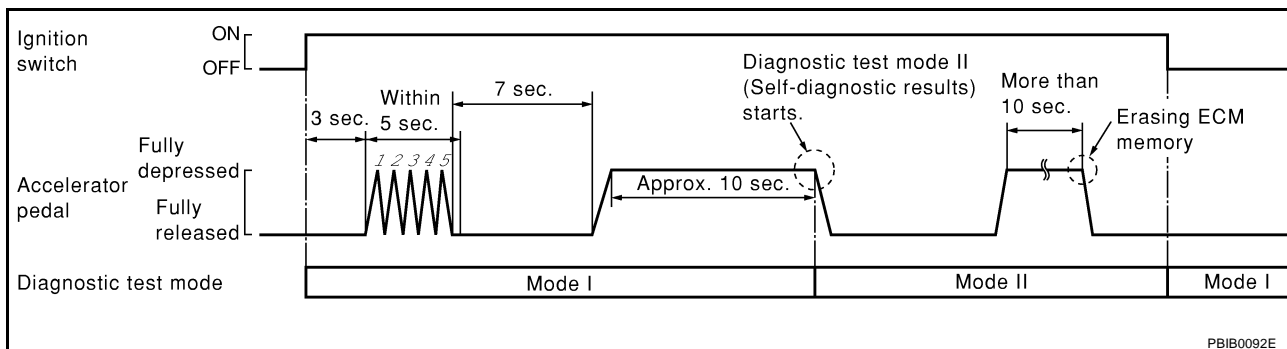 Ignition
switch
ON
OFF
Diagnostic test mode II
(Self-diagnostic results)
starts.
More than
10 sec.
Erasing ECM
memory
3 sec.
Within
5 sec.
7 sec.
1 2 3 4 5
Accelerator
pedal
Fully
depressed
Fully
released
Approx. 10 sec.
Diagnostic test mode
Mode I
Mode II
Mode I
PBIB0092E